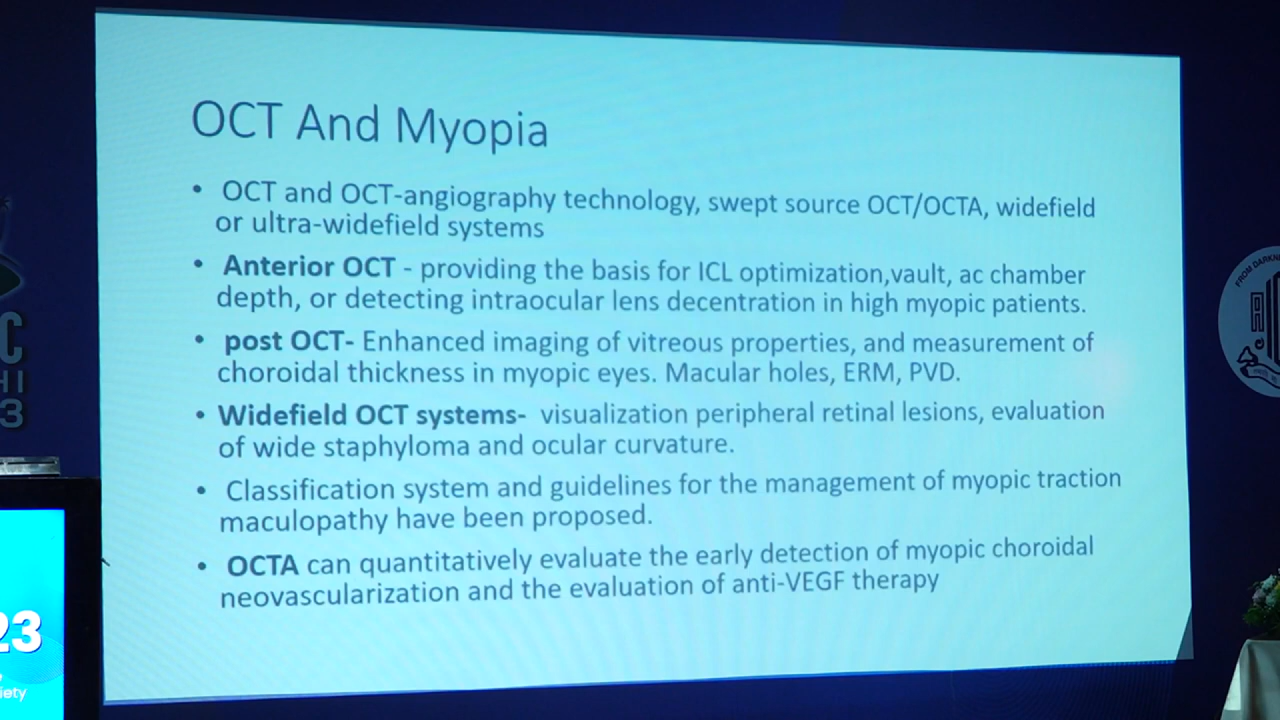 OCT And Myopia
• OCT and OCT-angiography technology, swept source OCT/OCTA, widefield
or ultra-widefield systems
• Anterior OCT - providing the basis for ICL optimization,vault, ac chamber
depth, or detecting intraocular lens decentration in high myopic patients.
• post OCT- Enhanced imaging of vitreous properties, and measurement of
choroidal thickness in myopic eyes. Macular holes, ERM, PVD.
• Widefield OCT systems- visualization peripheral retinal lesions, evaluation
of wide staphyloma and ocular curvature.
• Classification system and guidelines for the management of myopic traction
maculopathy have been proposed.
• OCTA can quantitatively evaluate the early detection of myopic choroidal
neovascularization and the evaluation of anti-VEGF therapy
C
HI
3
23
iety
FROM DARKN